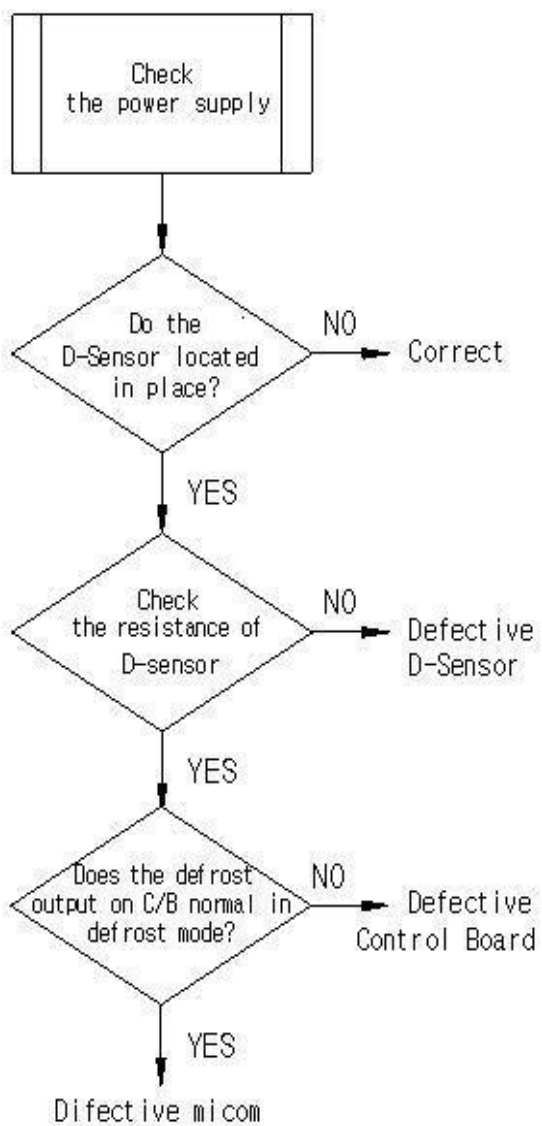 Check
the power supply
Do the
D-Sensor located
in place?
NO
Correct
YES
Check
the resistance of
D-sensor
NO
Defective
D-Sensor
YES
Does the defrost
output on C/B normal in
defrost mode?
NO
Defective
Control Board
YES
Difective micom